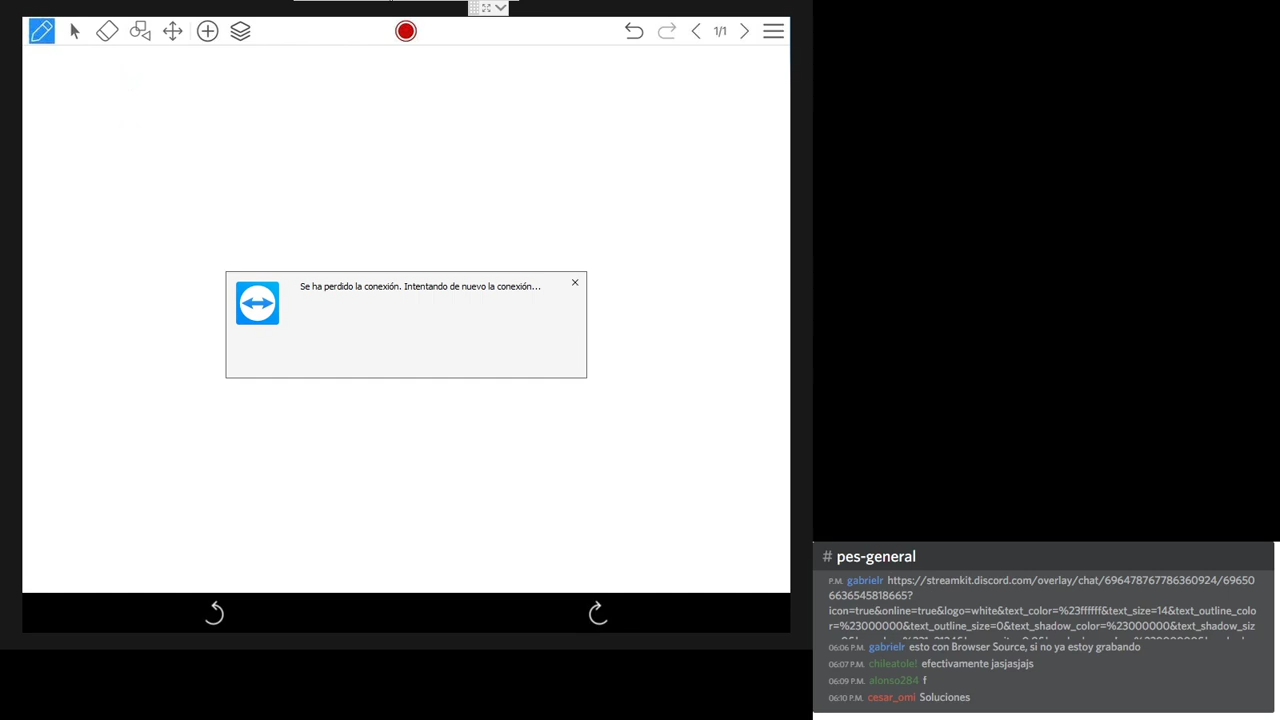 1/1
Se ha perdido la conexión. Intentando de nuevo la conexión...
# pes-general
P.M. gabrielr https://streamkit.discord.com/overlay/chat/696478767786360924/69650
6636545818665?
icon=true&online=true&logo=white&text_color=%23ffffff&text_size=14&text_outline_colo
r=%23000000&text_outline_size=0&text_shadow_color=%23000000&text_shadow_siz
06:06 P.M. gabrielr esto con Browser Source, si no ya estoy grabando
06:07 P.M. chileatole! efectivamente jasjasjajs
06:09 P.M. alonso284 f
06:10 P.M. cesar_omi Soluciones